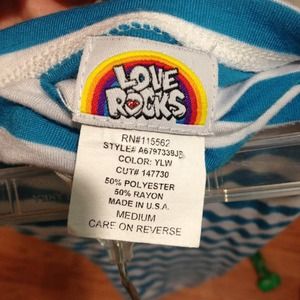 LOVE
ROCKS
RN#115562
STYLE# A6797339JD
COLOR: YLW
CUT# 147730
50% POLYESTER
50% RAYON
MADE IN U.S.A.
MEDIUM
CARE ON REVERSE